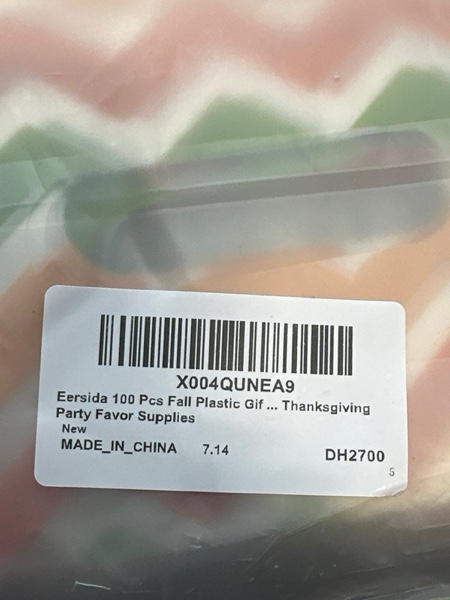 X004QUNEA9
Eersida 100 Pcs Fall Plastic Gif ... Thanksgiving
Party Favor Supplies
New
MADE_IN_CHINA 7.14 DH2700
5